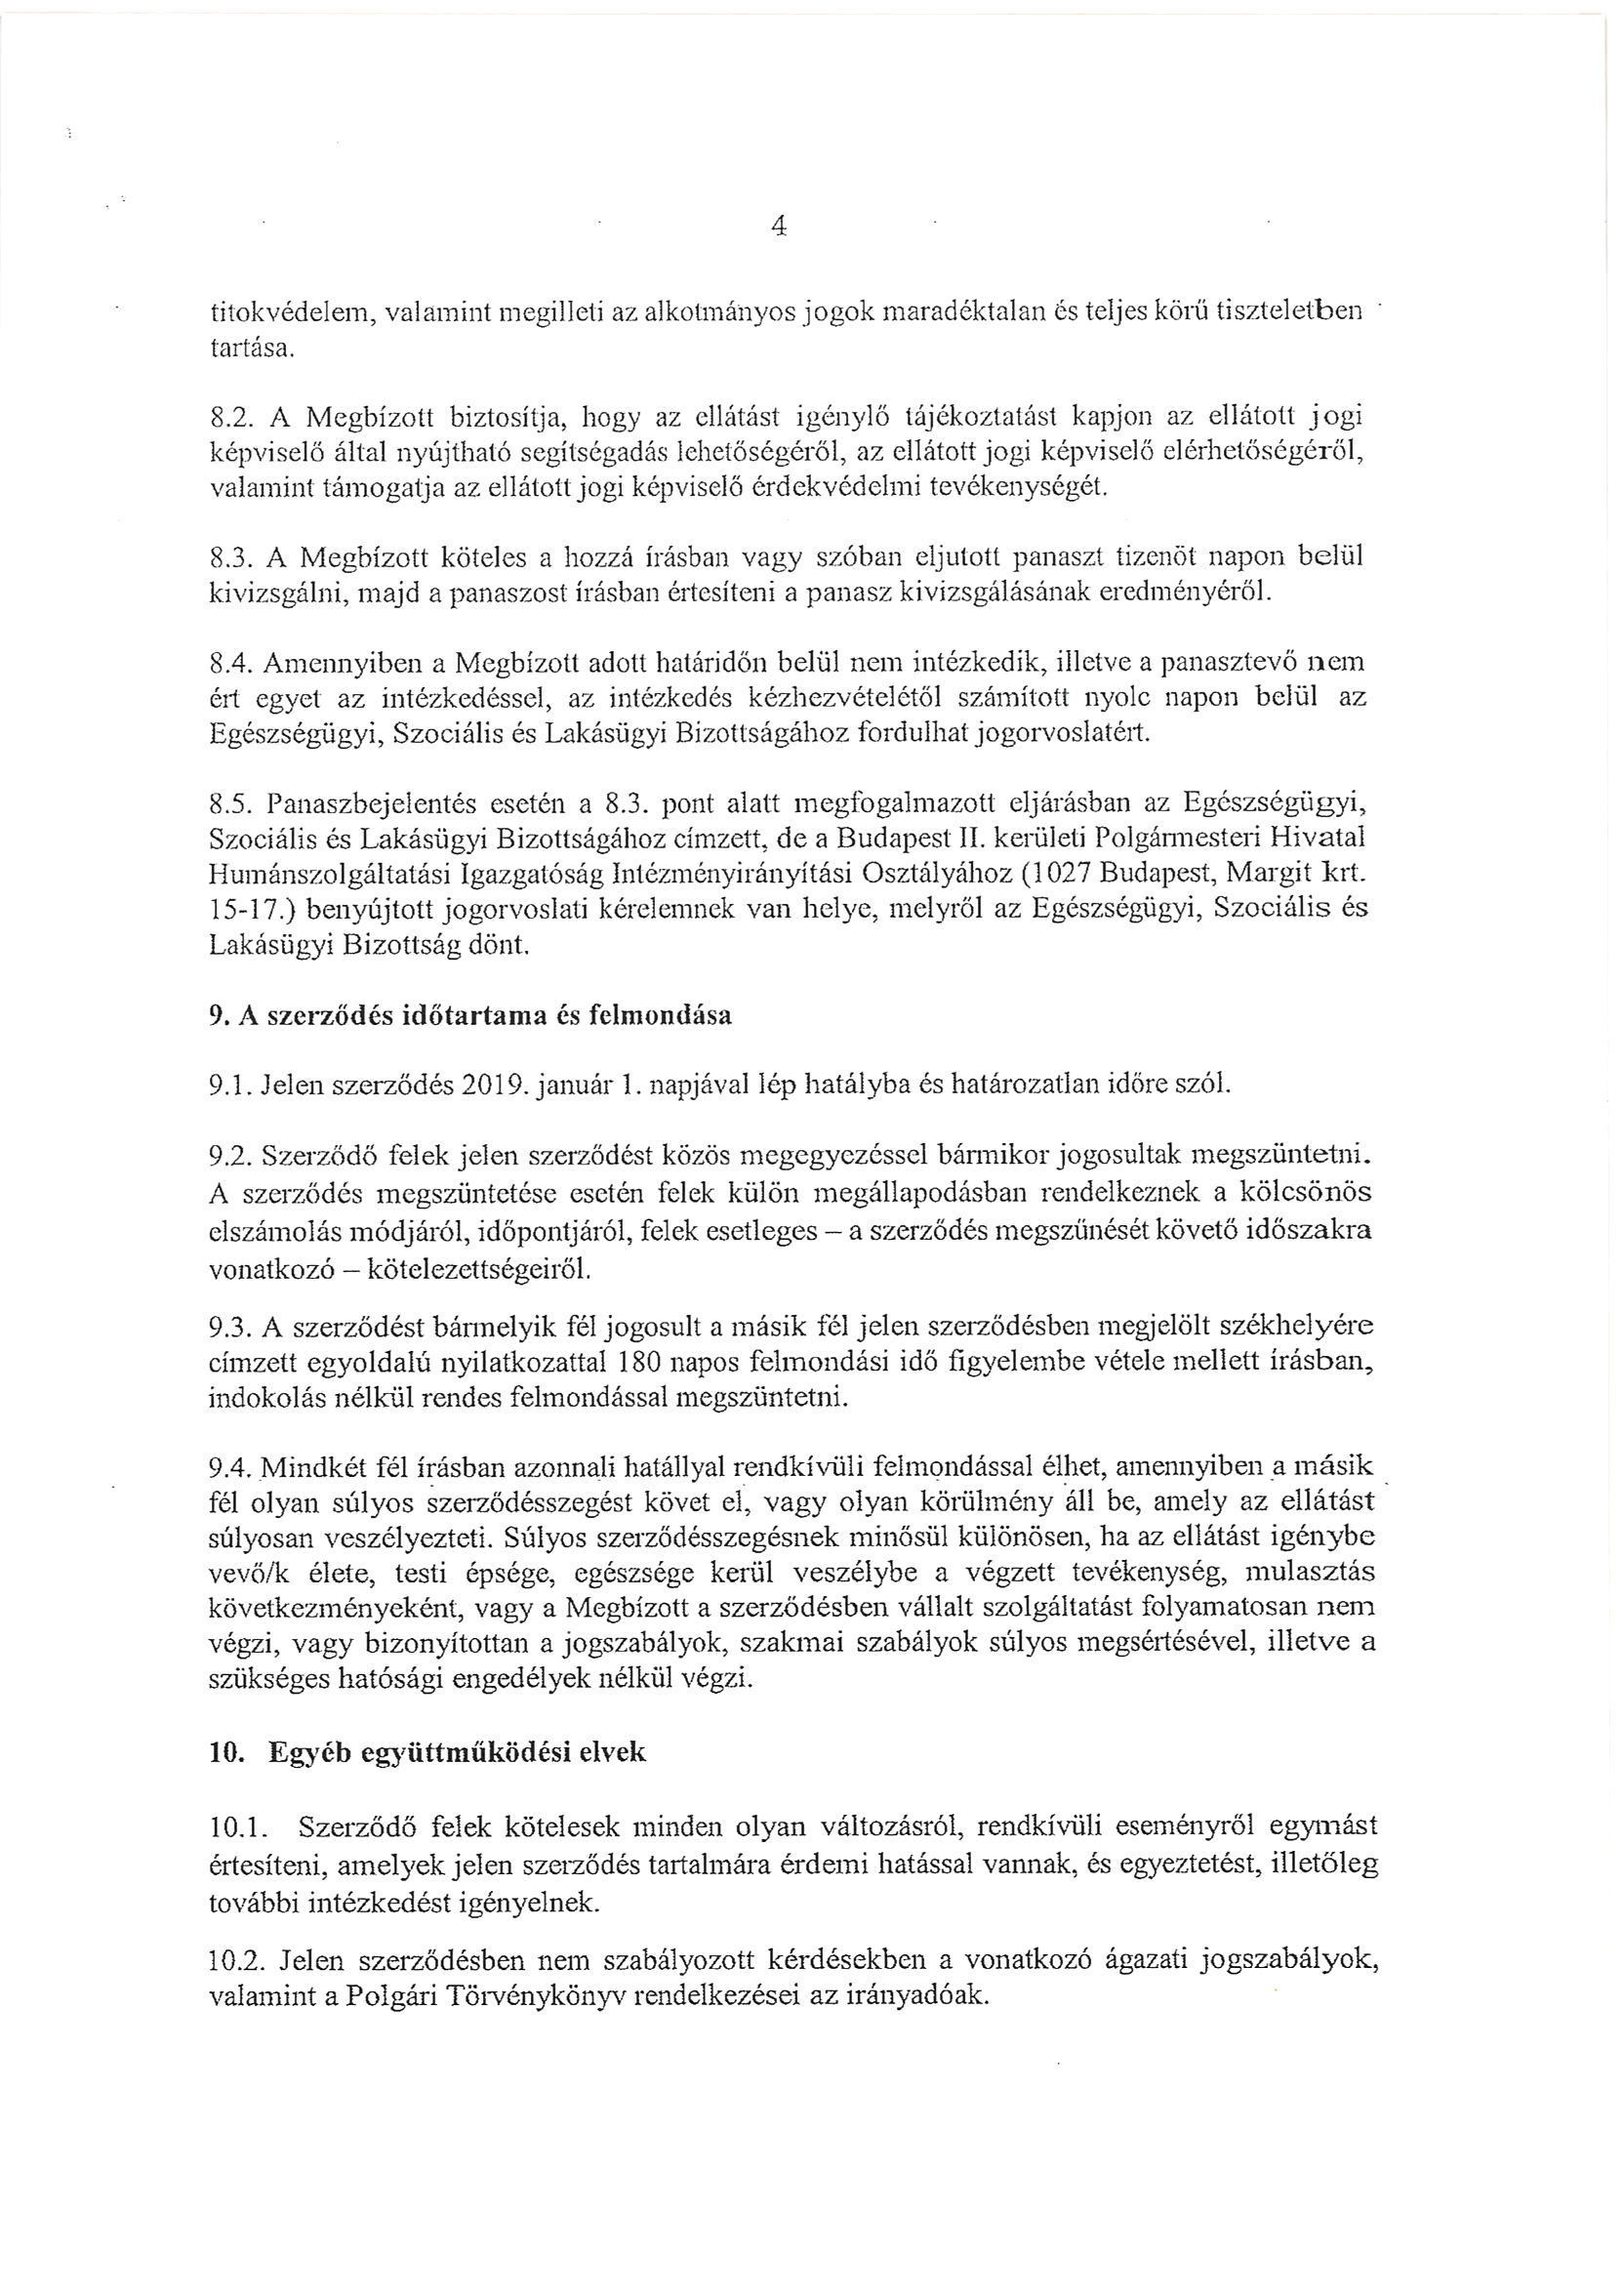 4
titokvédelem, valamint megilleti az alkotmányos jogok maradéktalan és teljes körű tiszteletben
tartása.
8.2. A Megbízott biztosítja, hogy az ellátást igénylő tájékoztatást kapjon az ellátott jogi
képviselő által nyújtható segítségadás lehetőségéről, az ellátott jogi képviselő elérhetőségéről,
valamint támogatja az ellátott jogi képviselő érdekvédelmi tevékenységét.
8.3. A Megbízott köteles a hozzá írásban vagy szóban eljutott panaszt tizenöt napon belül
kivizsgálni, majd a panaszost írásban értesíteni a panasz kivizsgálásának eredményéről.
8.4. Amennyiben a Megbízott adott határidőn belül nem intézkedik, illetve a panasztevő nem
ért egyet az intézkedéssel, az intézkedés kézhezvételétől számított nyolc napon belül az
Egészségügyi, Szociális és Lakásügyi Bizottságához fordulhat jogorvoslatért.
8.5. Panaszbejelentés esetén a 8.3. pont alatt megfogalmazott eljárásban az Egészségügyi,
Szociális és Lakásügyi Bizottságához címzett, de a Budapest II. kerületi Polgármesteri Hivatal
Humánszolgáltatási Igazgatóság Intézményirányítási Osztályához (1027 Budapest, Margit krt.
15-17.) benyújtott jogorvoslati kérelemnek van helye, melyről az Egészségügyi, Szociális és
Lakásügyi Bizottság dönt.
9. A szerződés időtartama és felmondása
9.1. Jelen szerződés 2019. január 1. napjával lép hatályba és határozatlan időre szól.
9.2. Szerződő felek jelen szerződést közös megegyezéssel bármikor jogosultak megszüntetni.
A szerződés megszüntetése esetén felek külön megállapodásban rendelkeznek a kölcsönös
elszámolás módjáról, időpontjáról, felek esetleges – a szerződés megszűnését követő időszakra
vonatkozó – kötelezettségeiről.
9.3. A szerződést bármelyik fél jogosult a másik fél jelen szerződésben megjelölt székhelyére
címzett egyoldalú nyilatkozattal 180 napos felmondási idő figyelembe vétele mellett írásban,
indokolás nélkül rendes felmondással megszüntetni.
9.4. Mindkét fél írásban azonnali hatállyal rendkívüli felmondással élhet, amennyiben a másik
fél olyan súlyos szerződésszegést követ el, vagy olyan körülmény áll be, amely az ellátást
súlyosan veszélyezteti. Súlyos szerződésszegésnek minősül különösen, ha az ellátást igénybe
vevő/k élete, testi épsége, egészsége kerül veszélybe a végzett tevékenység, mulasztás
következményeként, vagy a Megbízott a szerződésben vállalt szolgáltatást folyamatosan nem
végzi, vagy bizonyítottan a jogszabályok, szakmai szabályok súlyos megsértésével, illetve a
szükséges hatósági engedélyek nélkül végzi.
10. Egyéb együttműködési elvek
10.1. Szerződő felek kötelesek minden olyan változásról, rendkívüli eseményről egymást
értesíteni, amelyek jelen szerződés tartalmára érdemi hatással vannak, és egyeztetést, illetőleg
további intézkedést igényelnek.
10.2. Jelen szerződésben nem szabályozott kérdésekben a vonatkozó ágazati jogszabályok,
valamint a Polgári Törvénykönyv rendelkezései az irányadóak.